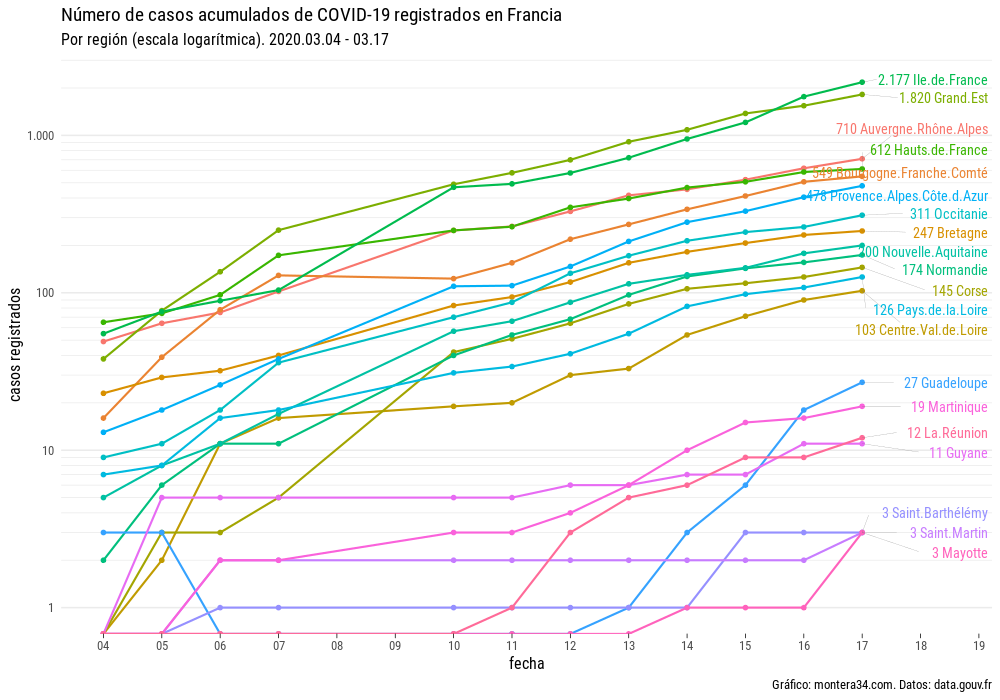 Número de casos acumulados de COVID-19 registrados en Francia
Por región (escala logarítmica). 2020.03.04 - 03.17
casos registrados
1.000
100
10
1
2.177 Ile.de.France
1.820 Grand.Est
710 Auvergne.Rhône.Alpes
612 Hauts.de.France
549 Bourgogne.Franche.Comté
478 Provence.Alpes.Côte.d.Azur
311 Occitanie
247 Bretagne
200 Nouvelle.Aquitaine
174 Normandie
145 Corse
126 Pays.de.la.Loire
103 Centre.Val.de.Loire
27 Guadeloupe
19 Martinique
12 La.Réunion
11 Guyane
3 Saint.Barthélémy
3 Saint.Martin
3 Mayotte
04 05 06 07 08 09 10 11 12 13 14 15 16 17 18 19
fecha
Gráfico: montera34.com. Datos: data.gouv.fr